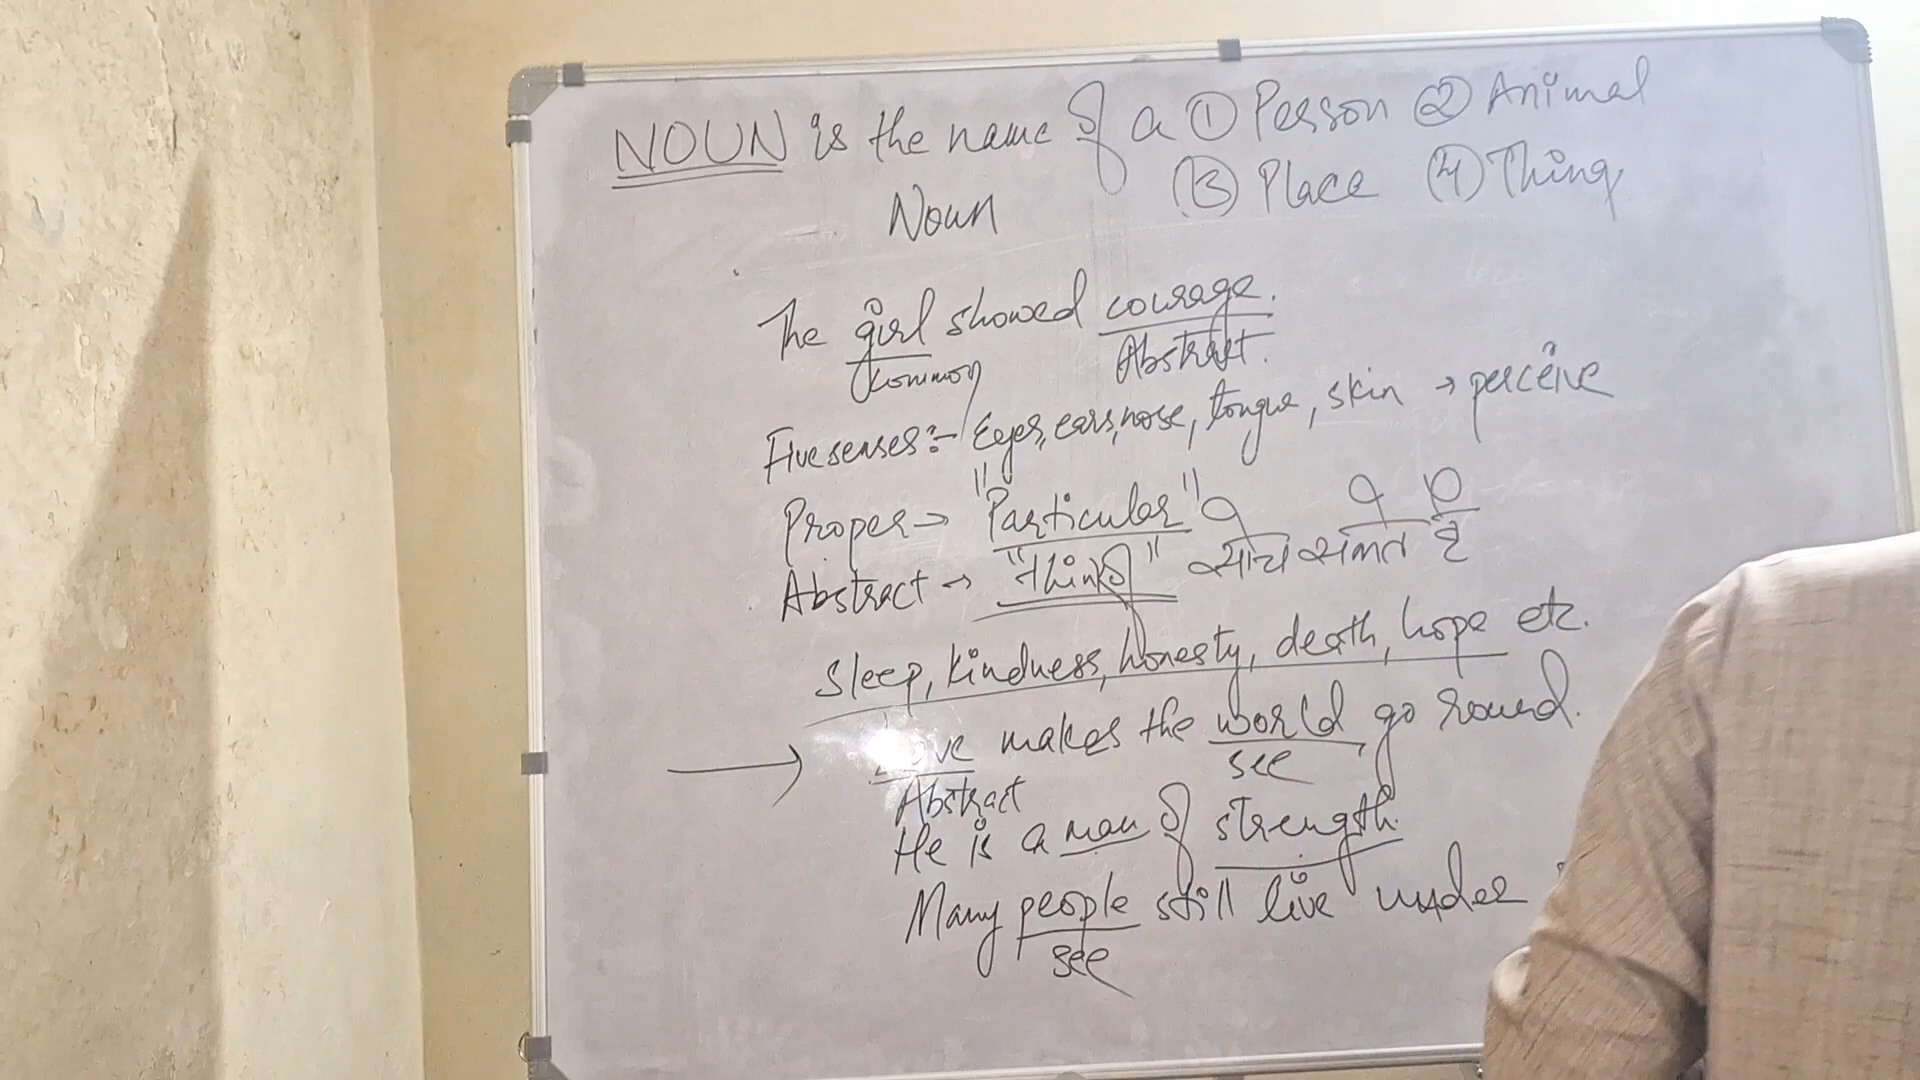 NOUN is the name of a ① Person ② Animal
③ Place ④ Thing
Noun
The girl showed courage.
Common Abstract.
Five senses:- Eyes, ears, nose, tongue, skin → perceive
Proper → "Particular"
Abstract → "think"
Sleep, kindness, honesty, death, hope etc.
Love makes the world go round.
Abstract see
He is a man of strength.
Many people still live under
see